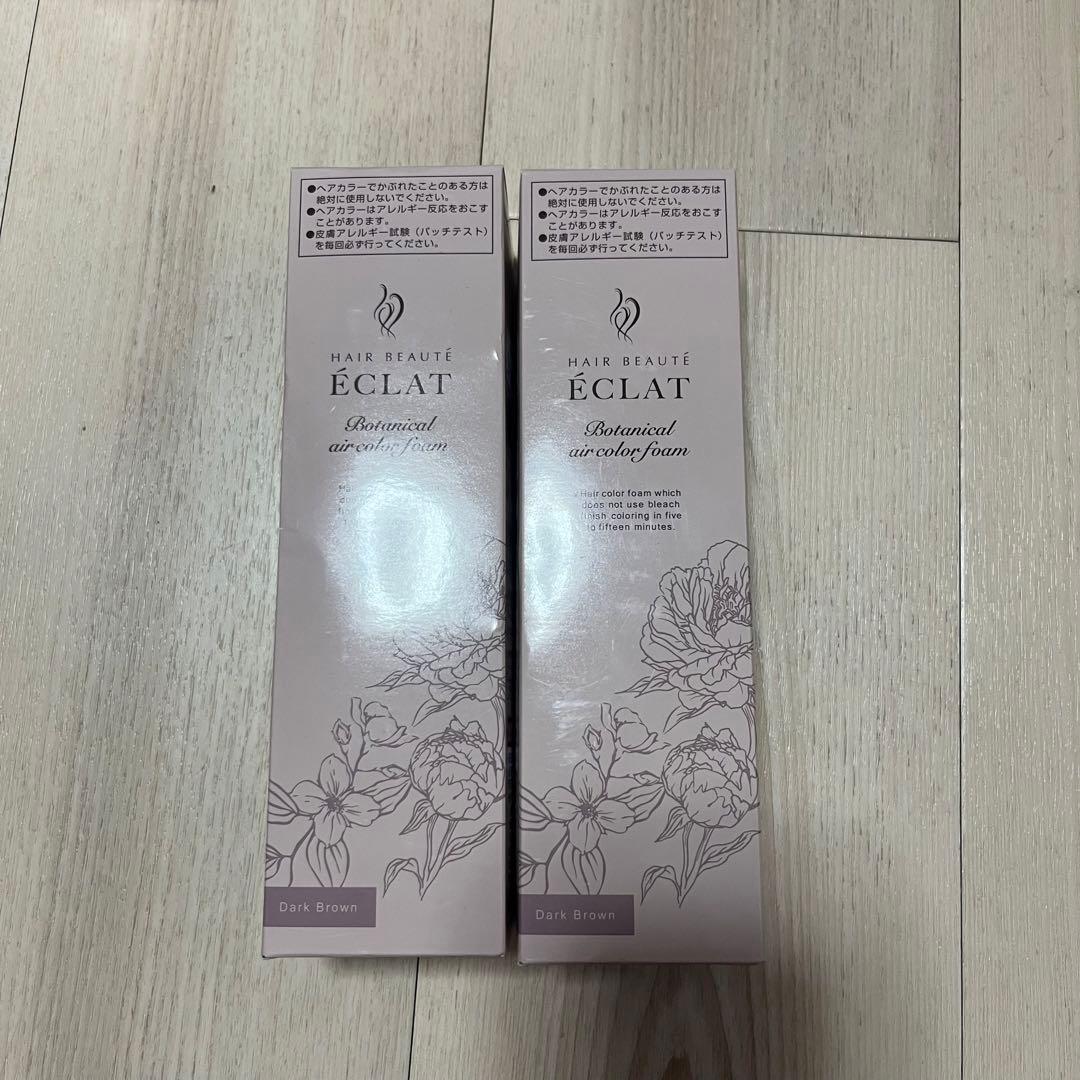 ●ヘアカラーでかぶれたことのある方は
絶対に使用しないでください。
●ヘアカラーはアレルギー反応をおこす
ことがあります。
●皮膚アレルギー試験（パッチテスト）
を毎回必ず行ってください。
HAIR BEAUTÉ
ÉCLAT
Botanical
air color foam
Dark Brown
●ヘアカラーでかぶれたことのある方は
絶対に使用しないでください。
●ヘアカラーはアレルギー反応をおこす
ことがあります。
●皮膚アレルギー試験（パッチテスト）
を毎回必ず行ってください。
HAIR BEAUTÉ
ÉCLAT
Botanical
air color foam
Hair color foam which
does not use bleach
finish coloring in five
to fifteen minutes.
Dark Brown